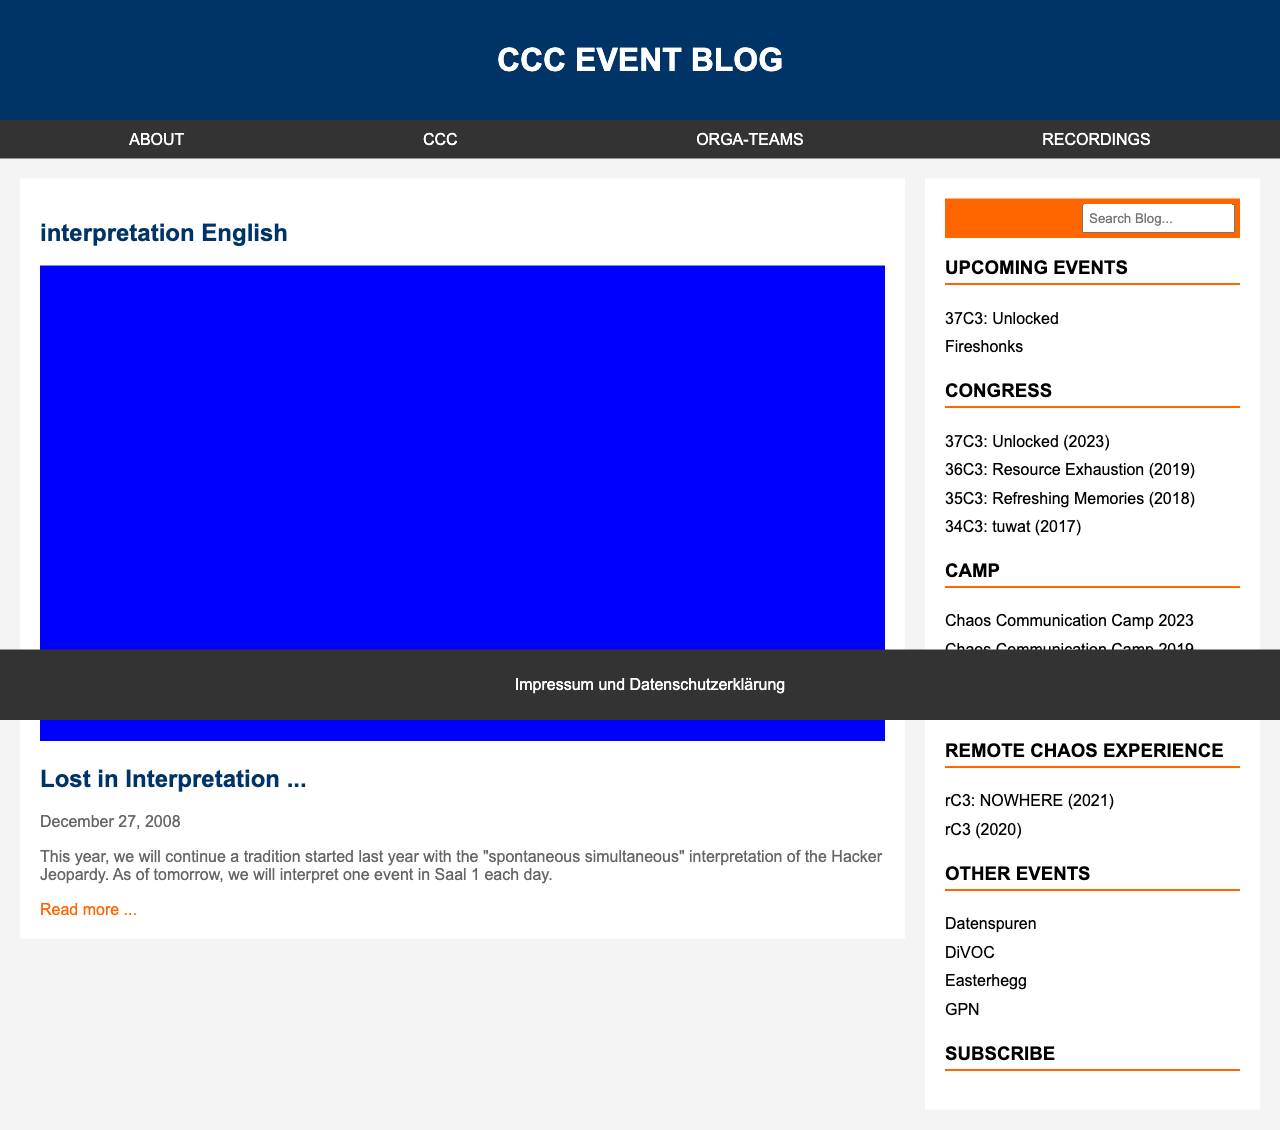 CCC EVENT BLOG
ABOUT
CCC
ORGA-TEAMS
RECORDINGS
interpretation English
Lost in Interpretation ...
December 27, 2008
This year, we will continue a tradition started last year with the "spontaneous simultaneous" interpretation of the Hacker
Jeopardy. As of tomorrow, we will interpret one event in Saal 1 each day.
Read more ...
Search Blog...
UPCOMING EVENTS
37C3: Unlocked
Fireshonks
CONGRESS
37C3: Unlocked (2023)
36C3: Resource Exhaustion (2019)
35C3: Refreshing Memories (2018)
34C3: tuwat (2017)
CAMP
Chaos Communication Camp 2023
Chaos Communication Camp 2019
REMOTE CHAOS EXPERIENCE
rC3: NOWHERE (2021)
rC3 (2020)
OTHER EVENTS
Datenspuren
DiVOC
Easterhegg
GPN
SUBSCRIBE
Impressum und Datenschutzerklärung